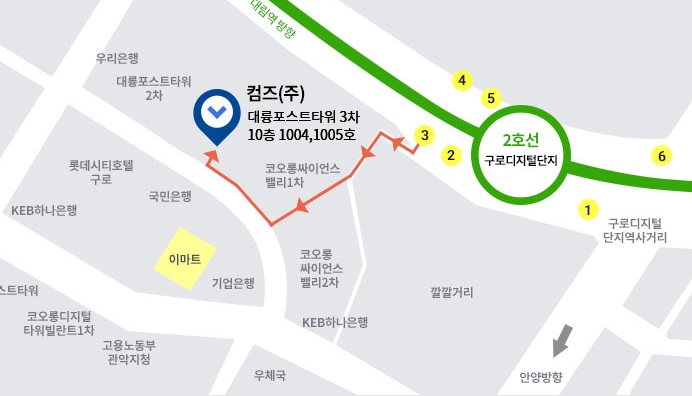 대림역 방향
우리은행
대륭포스트타워
2차
컴즈(주)
대륭포스트타워 3차
10층 1004,1005호
4
5
3
2
2호선
구로디지털단지
6
1
롯데시티호텔
구로
코오롱싸이언스
밸리1차
국민은행
KEB하나은행
구로디지털
단지역사거리
이마트
기업은행
코오롱
싸이언스
밸리2차
깔깔거리
스트타워
코오롱디지털
타워빌란트1차
KEB하나은행
고용노동부
관악지청
우체국
안양방향